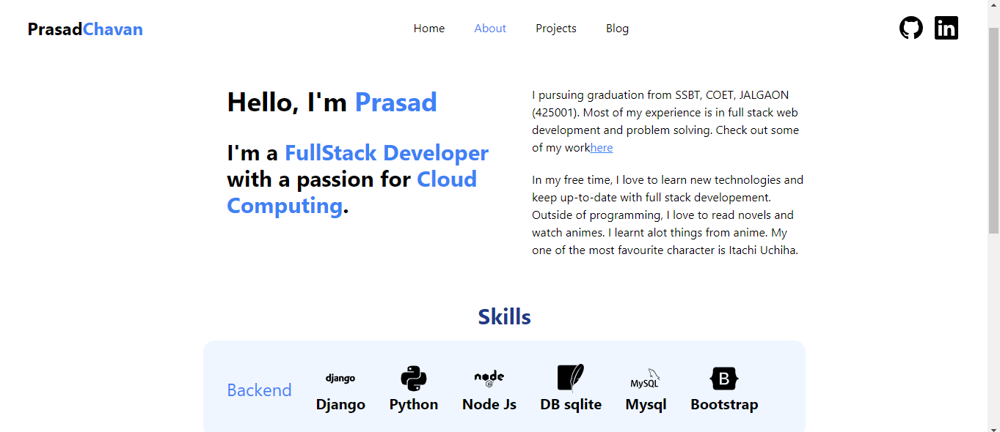 PrasadChavan
Home About Projects Blog
in
Hello, I'm Prasad
I'm a FullStack Developer
with a passion for Cloud
Computing.
I pursuing graduation from SSBT, COET, JALGAON
(425001). Most of my experience is in full stack web
development and problem solving. Check out some
of my workhere
In my free time, I love to learn new technologies and
keep up-to-date with full stack developement.
Outside of programming, I love to read novels and
watch animes. I learnt alot things from anime. My
one of the most favourite character is Itachi Uchiha.
Skills
Backend
django
node
JS
MySQL
B
Django Python Node Js DB sqlite Mysql Bootstrap